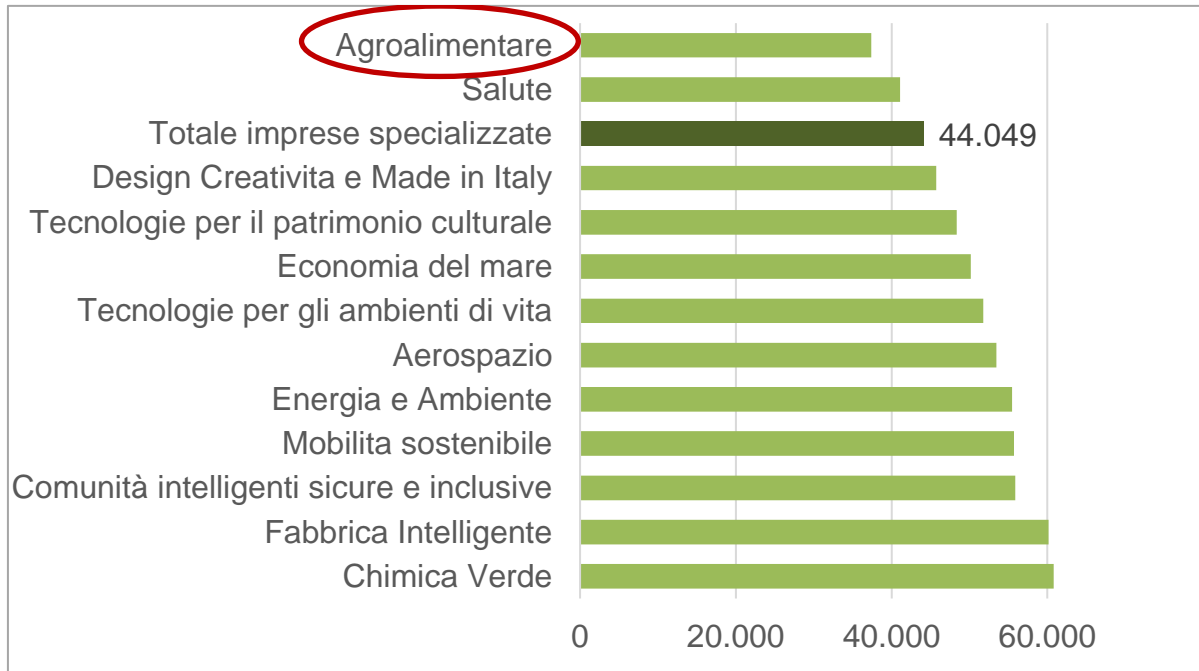 Agroalimentare
Salute
Totale imprese specializzate 44.049
Design Creativita e Made in Italy
Tecnologie per il patrimonio culturale
Economia del mare
Tecnologie per gli ambienti di vita
Aerospazio
Energia e Ambiente
Mobilita sostenibile
Comunità intelligenti sicure e inclusive
Fabbrica Intelligente
Chimica Verde
0 20.000 40.000 60.000